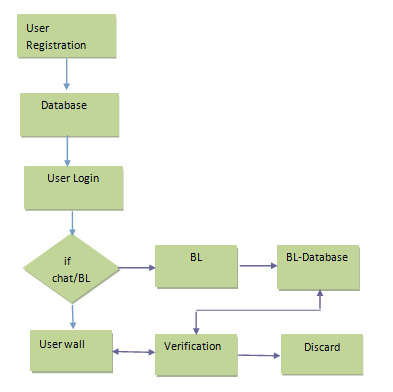 User
Registration
Database
User Login
if
chat/BL
BL
BL-Database
User wall
Verification
Discard